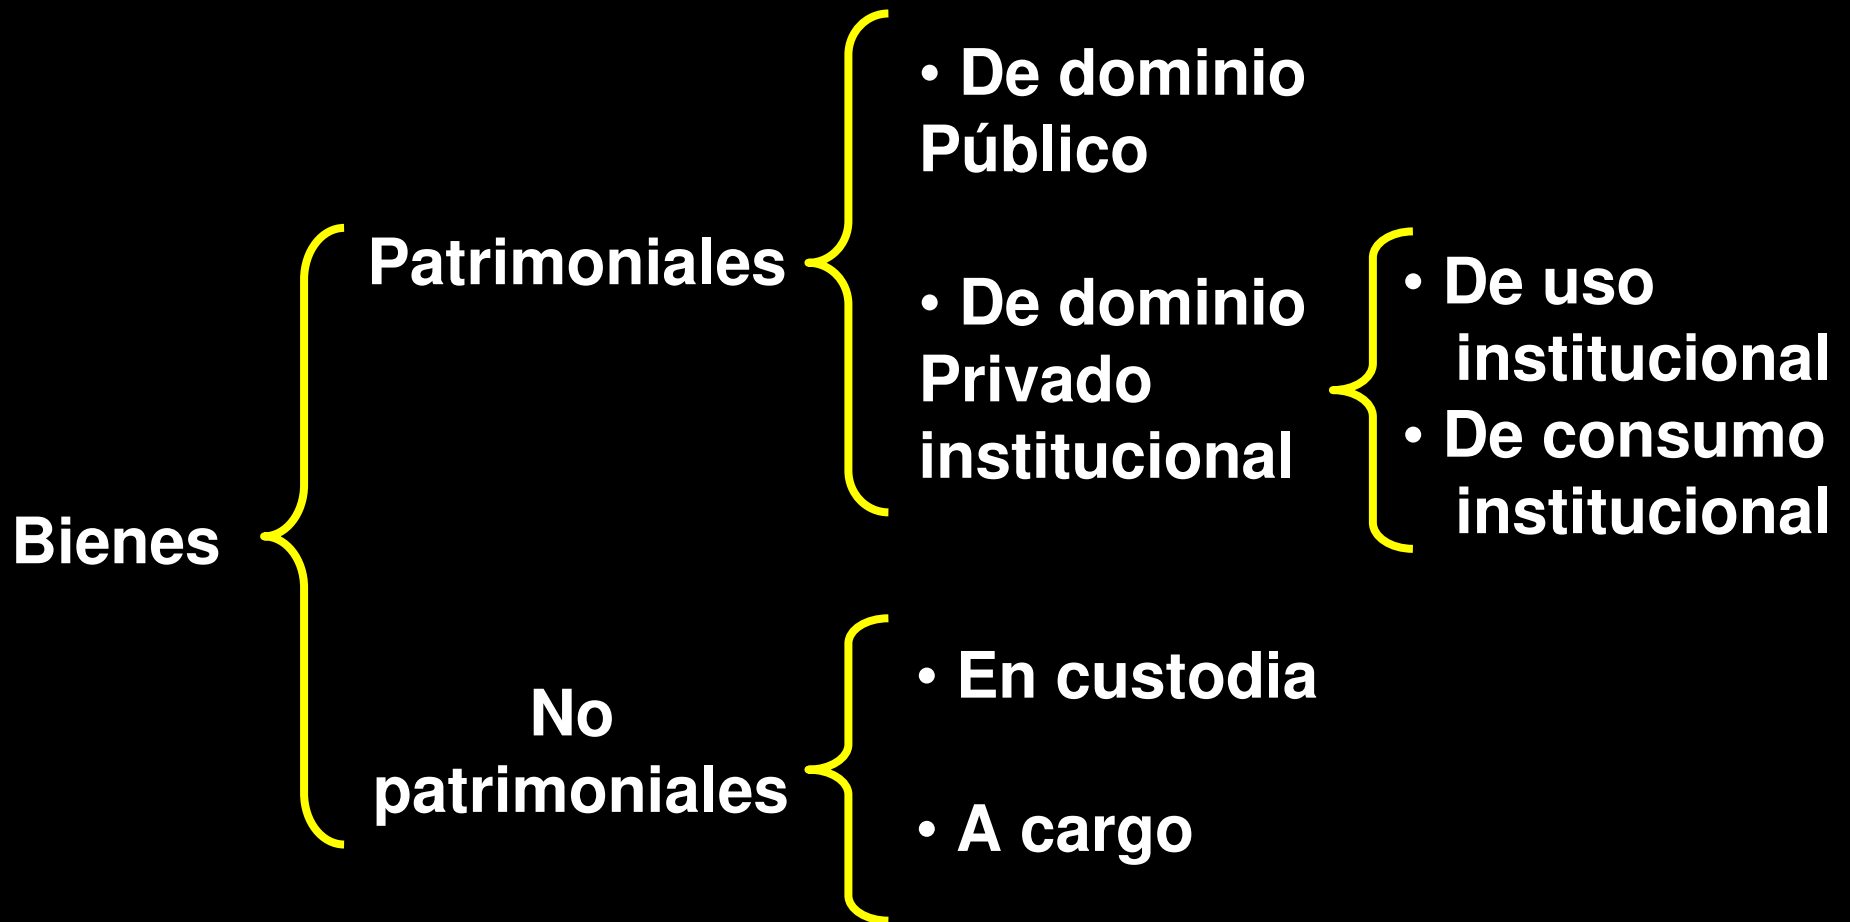 Bienes
Patrimoniales
• De dominio
Público
• De dominio
Privado
institucional
• De uso
institucional
• De consumo
institucional
No
patrimoniales
• En custodia
• A cargo